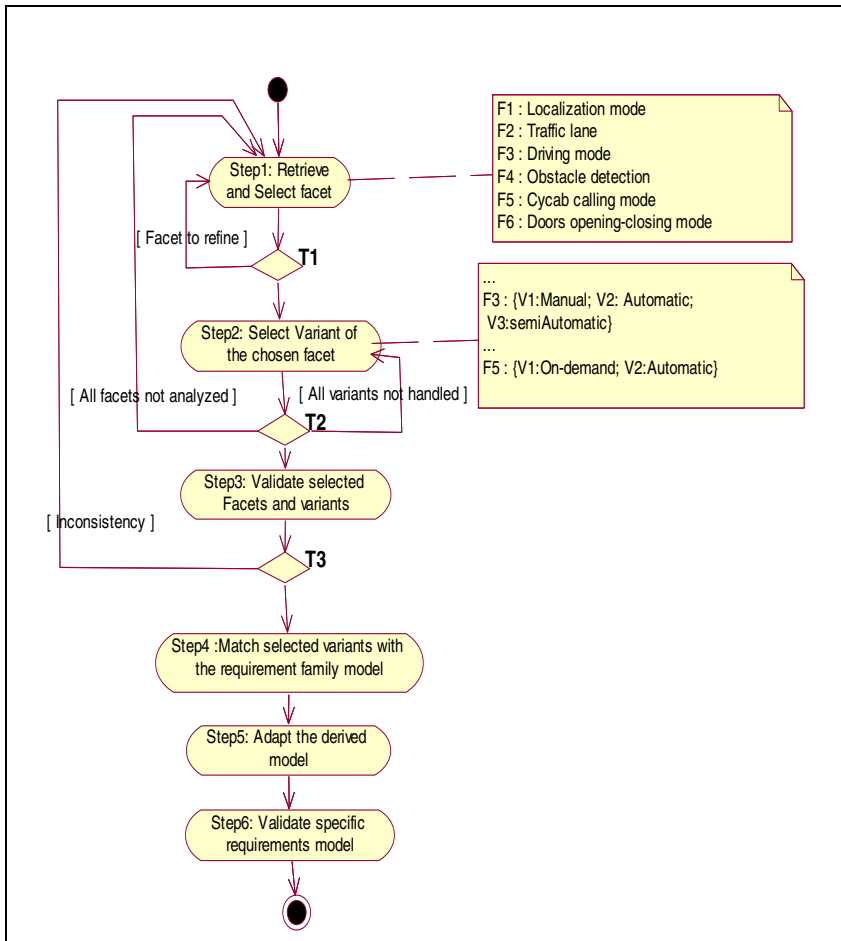 Step1: Retrieve
and Select facet
F1 : Localization mode
F2 : Traffic lane
F3 : Driving mode
F4 : Obstacle detection
F5 : Cycab calling mode
F6 : Doors opening-closing mode
[ Facet to refine ]
T1
Step2: Select Variant of
the chosen facet
...
F3 : {V1:Manual; V2: Automatic;
V3:semiAutomatic}
...
F5 : {V1:On-demand; V2:Automatic}
[ All facets not analyzed ]
[ All variants not handled ]
T2
Step3: Validate selected
Facets and variants
[ Inconsistency ]
T3
Step4 :Match selected variants with
the requirement family model
Step5: Adapt the derived
model
Step6: Validate specific
requirements model